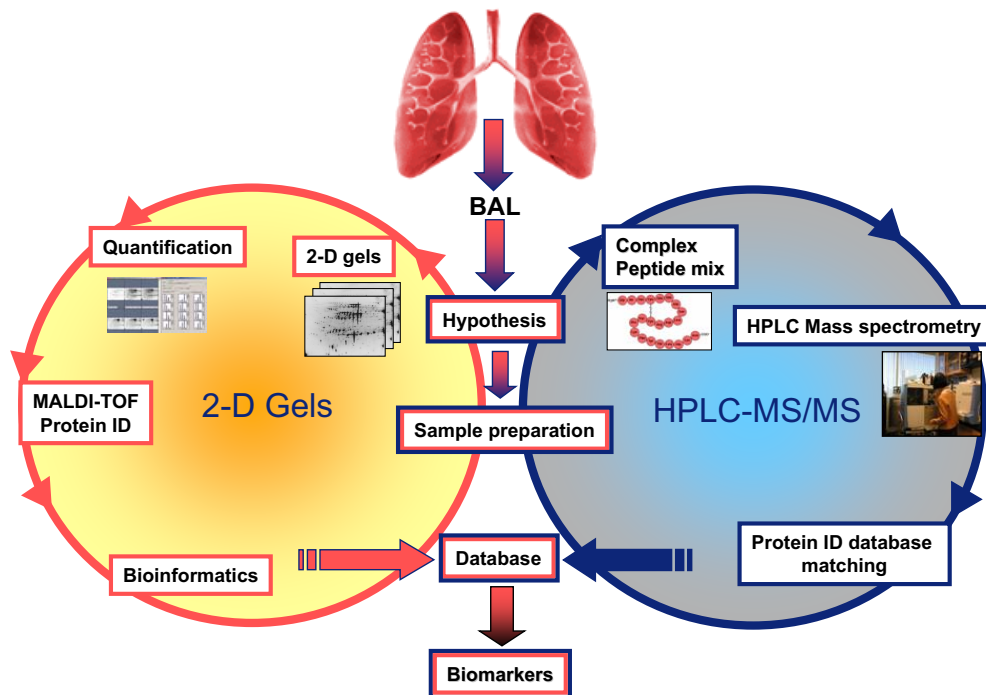 BAL
Quantification
2-D gels
Complex
Peptide mix
Hypothesis
HPLC Mass spectrometry
MALDI-TOF
Protein ID
2-D Gels
Sample preparation
HPLC-MS/MS
Bioinformatics
Database
Protein ID database
matching
Biomarkers